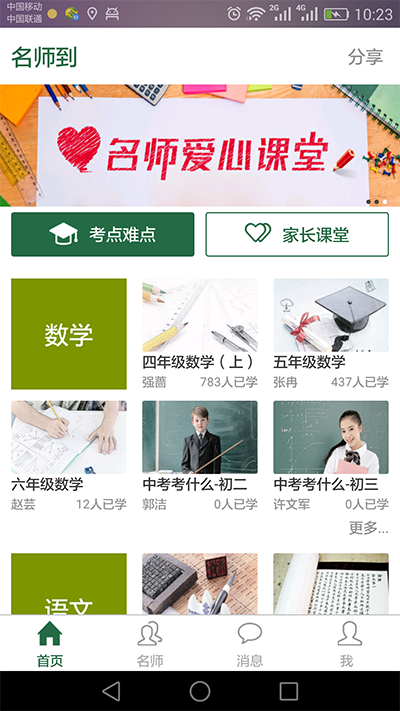 中国移动
中国联通
2G
4G
10:23
名师到
分享
名师爱心课堂
考点难点
家长课堂
数学
四年级数学（上）
强蔷
783人已学
五年级数学
张冉
437人已学
六年级数学
赵芸
12人已学
中考考什么-初二
郭洁
0人已学
中考考什么-初三
许文军
0人已学
更多...
语文
首页
名师
消息
我